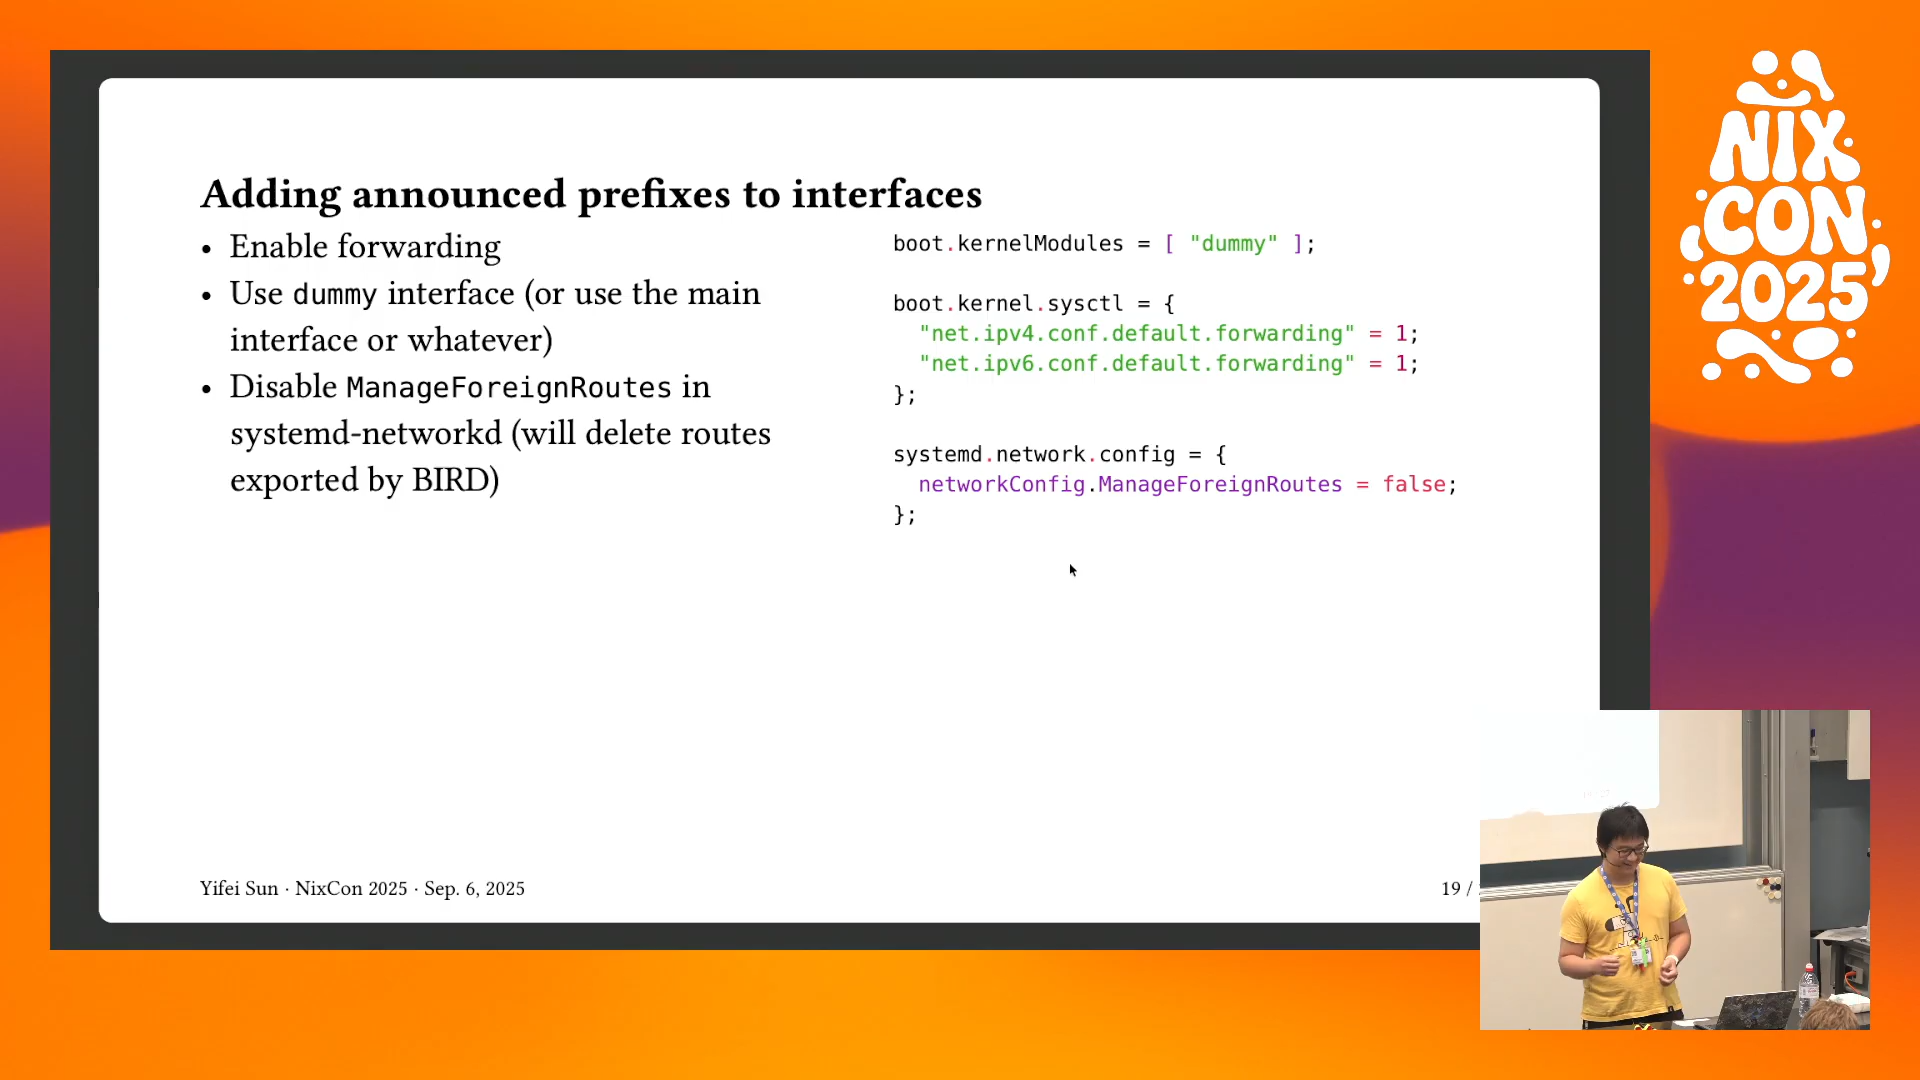 Adding announced prefixes to interfaces
• Enable forwarding
• Use dummy interface (or use the main
interface or whatever)
• Disable ManageForeignRoutes in
systemd-networkd (will delete routes
exported by BIRD)
boot.kernelModules = [ "dummy" ];
boot.kernel.sysctl = {
"net.ipv4.conf.default.forwarding" = 1;
"net.ipv6.conf.default.forwarding" = 1;
};
systemd.network.config = {
networkConfig.ManageForeignRoutes = false;
};
Yifei Sun · NixCon 2025 · Sep. 6, 2025
19 /
NIX
CON
2025